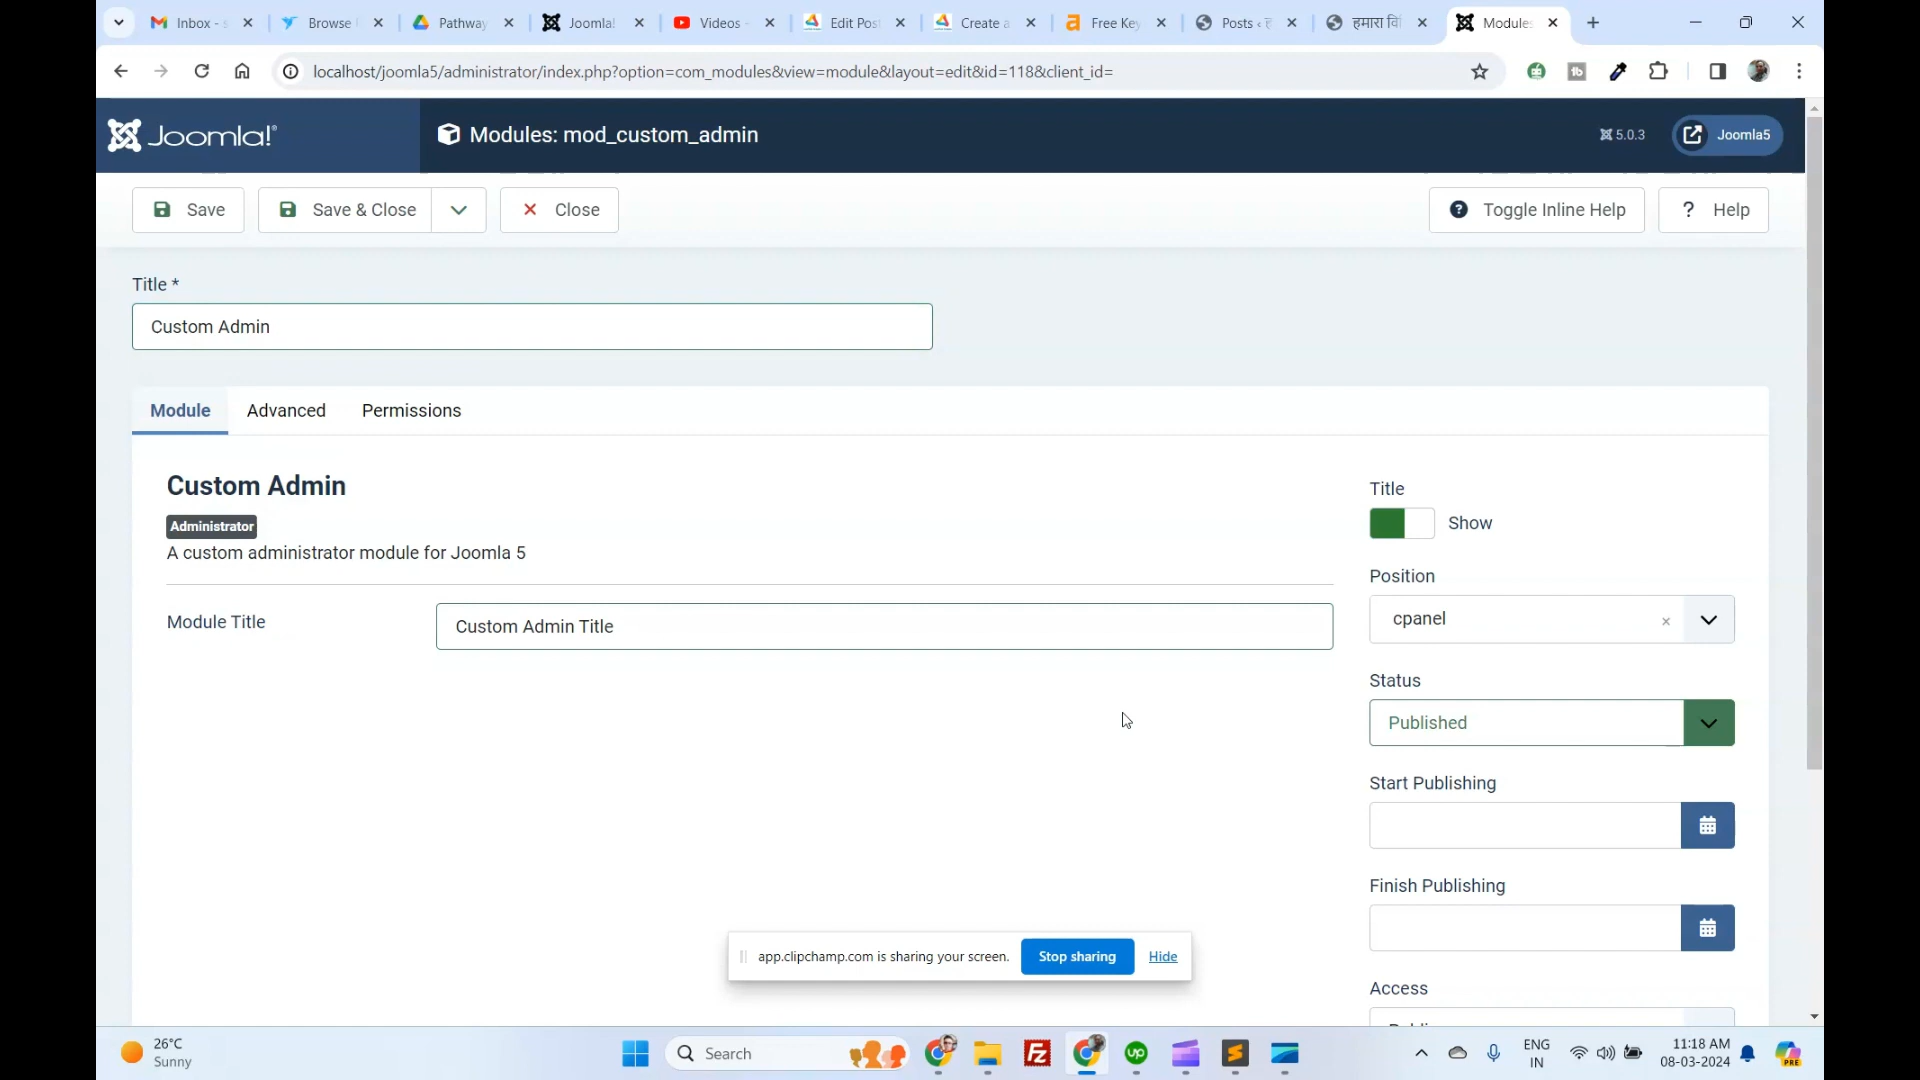 Inbox - s
Browse
Pathway
Joomla!
Videos -
Edit Pos
Create a
Free Key
Posts ‹ ह
हमारा वि
Modules
localhost/joomla5/administrator/index.php?option=com_modules&view=module&layout=edit&id=118&client_id=
Joomla!®
Modules: mod_custom_admin
5.0.3
Joomla5
Save
Save & Close
Close
Toggle Inline Help
? Help
Title *
Custom Admin
Module
Advanced
Permissions
Custom Admin
Administrator
A custom administrator module for Joomla 5
Module Title
Custom Admin Title
Title
Show
Position
cpanel
Status
Published
Start Publishing
Finish Publishing
Access
app.clipchamp.com is sharing your screen.
Stop sharing
Hide
26°C
Sunny
Search
ENG
IN
11:18 AM
08-03-2024
PRE